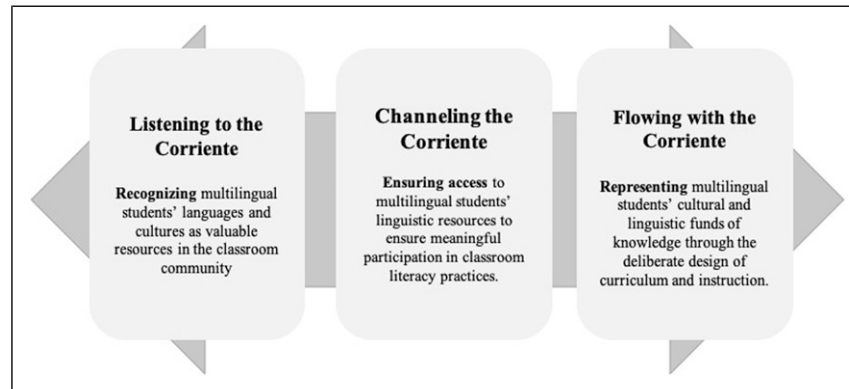 Listening to the
Corriente
Recognizing multilingual
students' languages and
cultures as valuable
resources in the classroom
community
Channeling the
Corriente
Ensuring access to
multilingual students'
linguistic resources to
ensure meaningful
participation in classroom
literacy practices.
Flowing with the
Corriente
Representing multilingual
students' cultural and
linguistic funds of
knowledge through the
deliberate design of
curriculum and instruction.